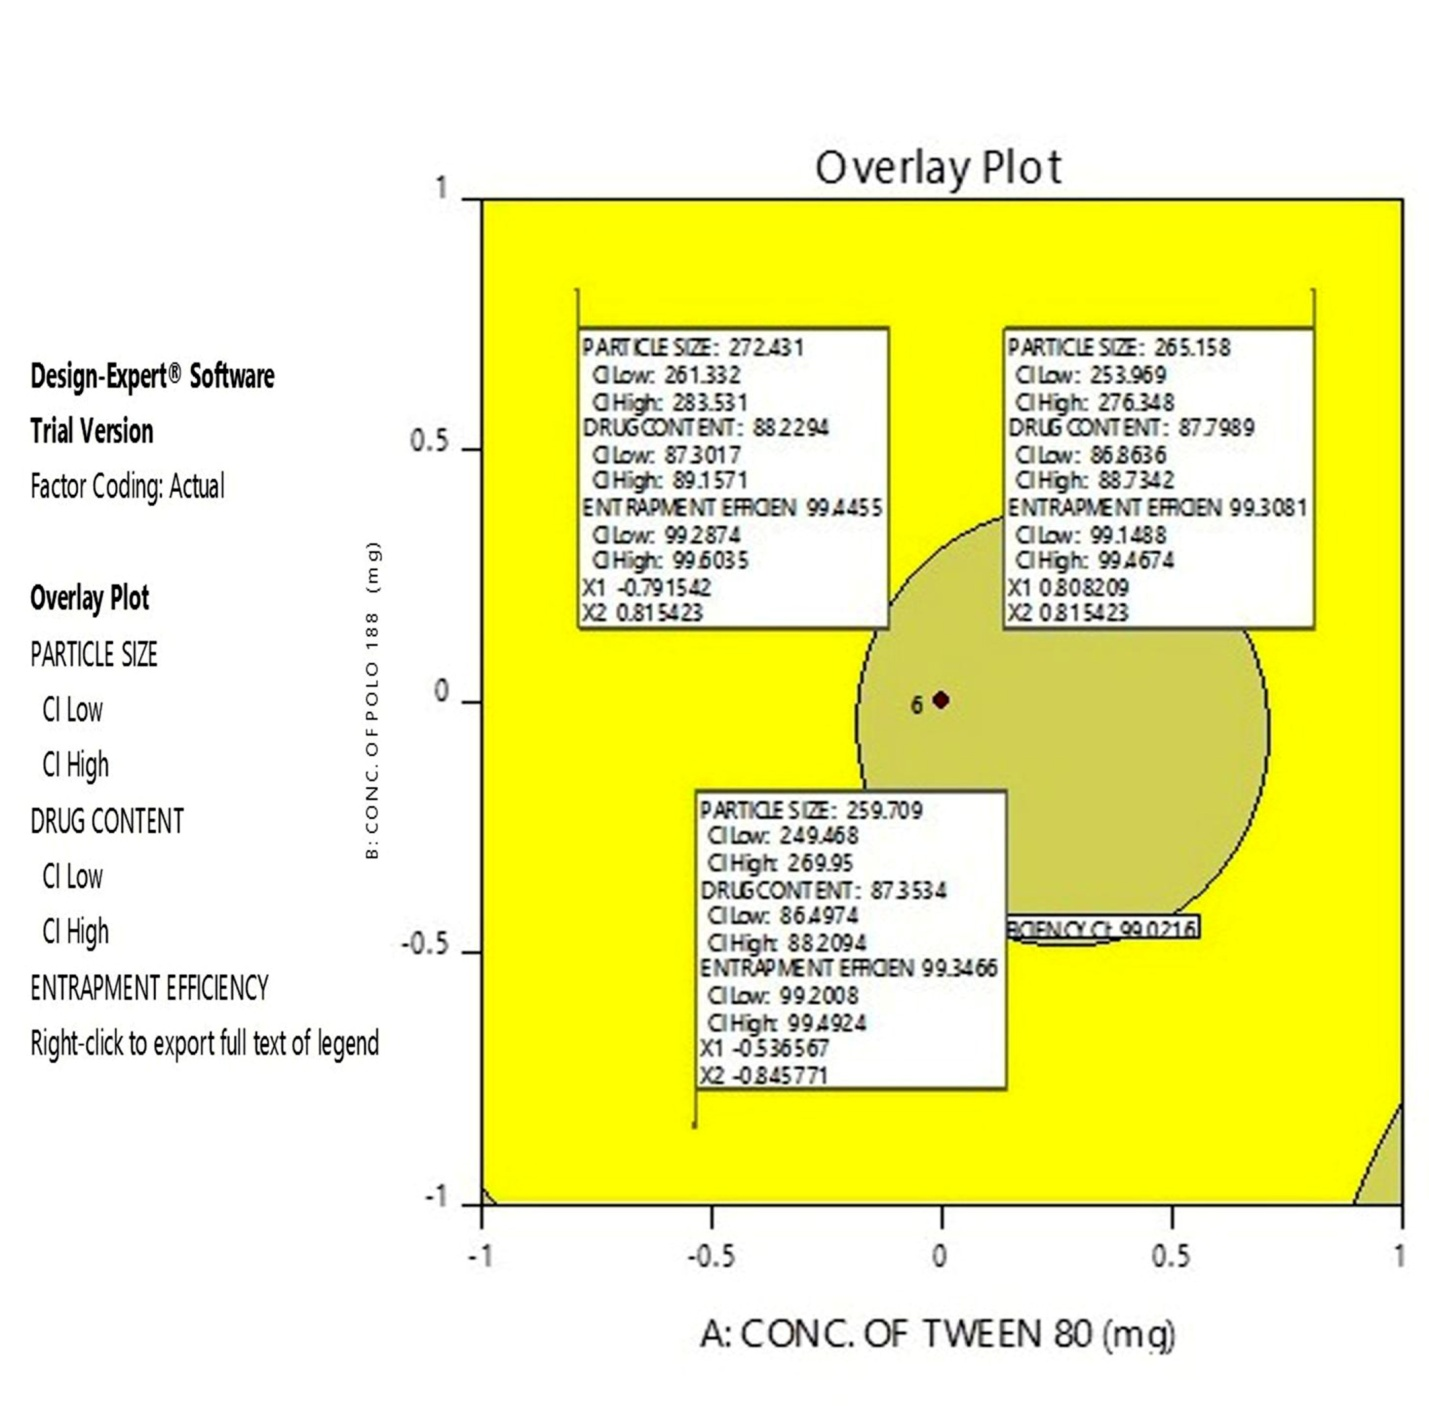 Overlay Plot
Design-Expert® Software
Trial Version
Factor Coding: Actual
Overlay Plot
PARTICLE SIZE
CI Low
CI High
DRUG CONTENT
CI Low
CI High
ENTRAPMENT EFFICIENCY
Right-click to export full text of legend
B: CONC. OF POLO 188 (mg)
1
0.5
0
-0.5
-1
PARTICLE SIZE: 272.431
CI Low: 261.332
CI High: 283.531
DRUG CONTENT: 88.2294
CI Low: 87.3017
CI High: 89.1571
ENTRAPMENT EFFICIEN 99.4455
CI Low: 99.2874
CI High: 99.6035
X1 -0.791542
X2 0.815423
PARTICLE SIZE: 265.158
CI Low: 253.969
CI High: 276.348
DRUG CONTENT: 87.7989
CI Low: 86.8636
CI High: 88.7342
ENTRAPMENT EFFICIEN 99.3081
CI Low: 99.1488
CI High: 99.4674
X1 0.808209
X2 0.815423
6
PARTICLE SIZE: 259.709
CI Low: 249.468
CI High: 269.95
DRUG CONTENT: 87.3534
CI Low: 86.4974
CI High: 88.2094
ENTRAPMENT EFFICIEN 99.3466
CI Low: 99.2008
CI High: 99.4924
X1 -0.536567
X2 -0.845771
ICIENCY CI: 99.0216
-1
-0.5
0
0.5
1
A: CONC. OF TWEEN 80 (mg)